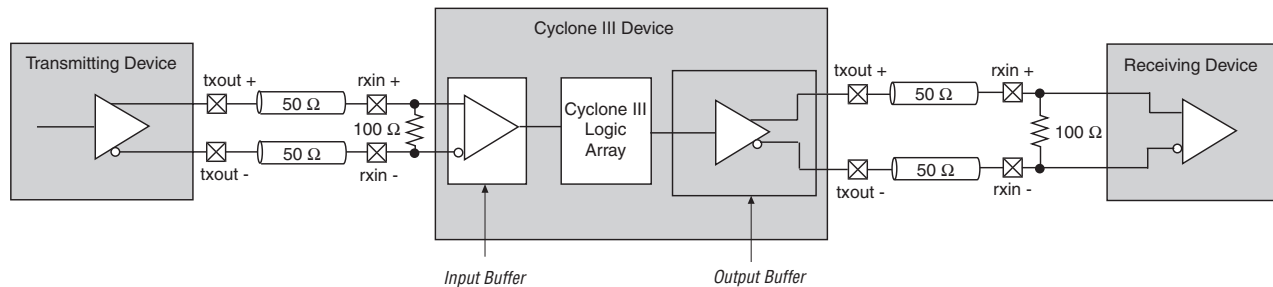 Cyclone III Device
Transmitting Device
txout +
rxin +
50 Ω
100 Ω
50 Ω
txout -
rxin -
Cyclone III
Logic
Array
txout +
rxin +
50 Ω
100 Ω
50 Ω
txout -
rxin -
Receiving Device
Input Buffer
Output Buffer